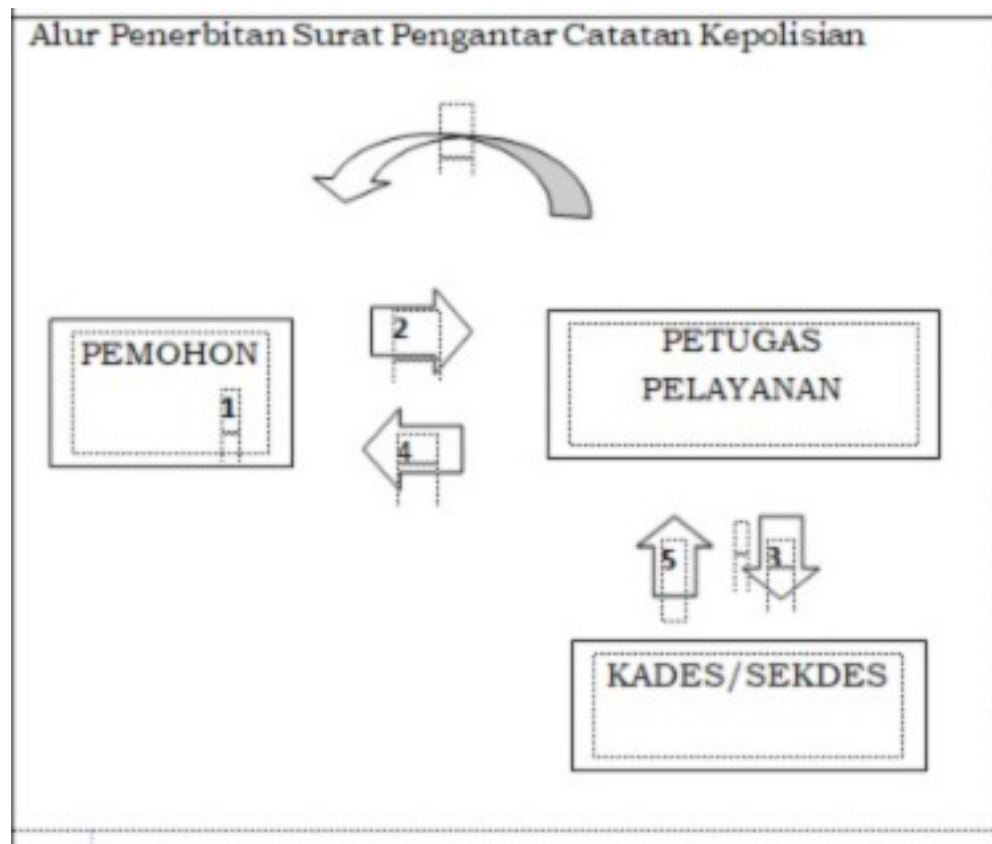 Alur Penerbitan Surat Pengantar Catatan Kepolisian
PEMOHON
1
2
4
PETUGAS
PELAYANAN
5
3
KADES/SEKDES